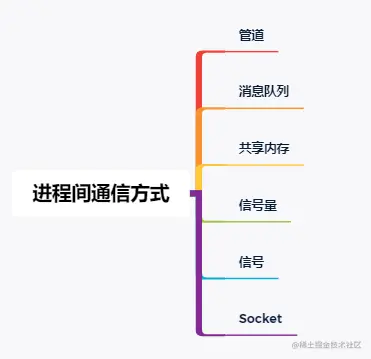 管道
消息队列
共享内存
进程间通信方式
信号量
信号
Socket
@稀土掘金技术社区